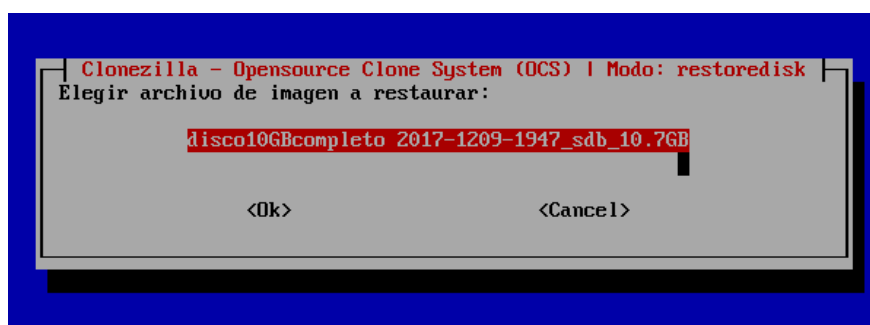 Clonezilla - Opensource Clone System (OCS) | Modo: restoredisk
Elegir archivo de imagen a restaurar:
disco10GBcompleto 2017-1209-1947_sdb_10.7GB
<Ok> <Cancel>